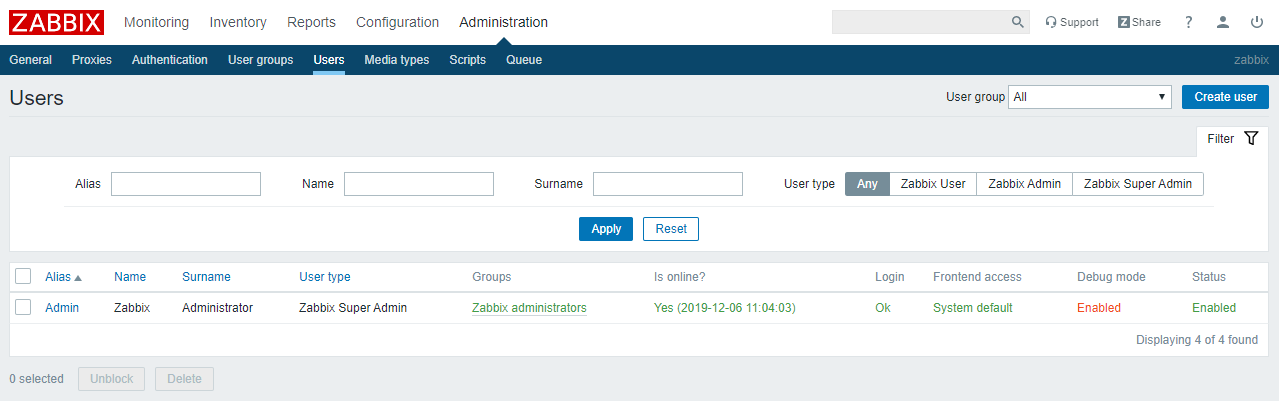 ZABBIX Monitoring Inventory Reports Configuration Administration Support Z Share ?
General Proxies Authentication User groups Users Media types Scripts Queue zabbix
Users User group All Create user
Filter
Alias Name Surname User type Any Zabbix User Zabbix Admin Zabbix Super Admin
Apply Reset
Alias Name Surname User type Groups Is online? Login Frontend access Debug mode Status
Admin Zabbix Administrator Zabbix Super Admin Zabbix administrators Yes (2019-12-06 11:04:03) Ok System default Enabled Enabled
Displaying 4 of 4 found
0 selected Unblock Delete